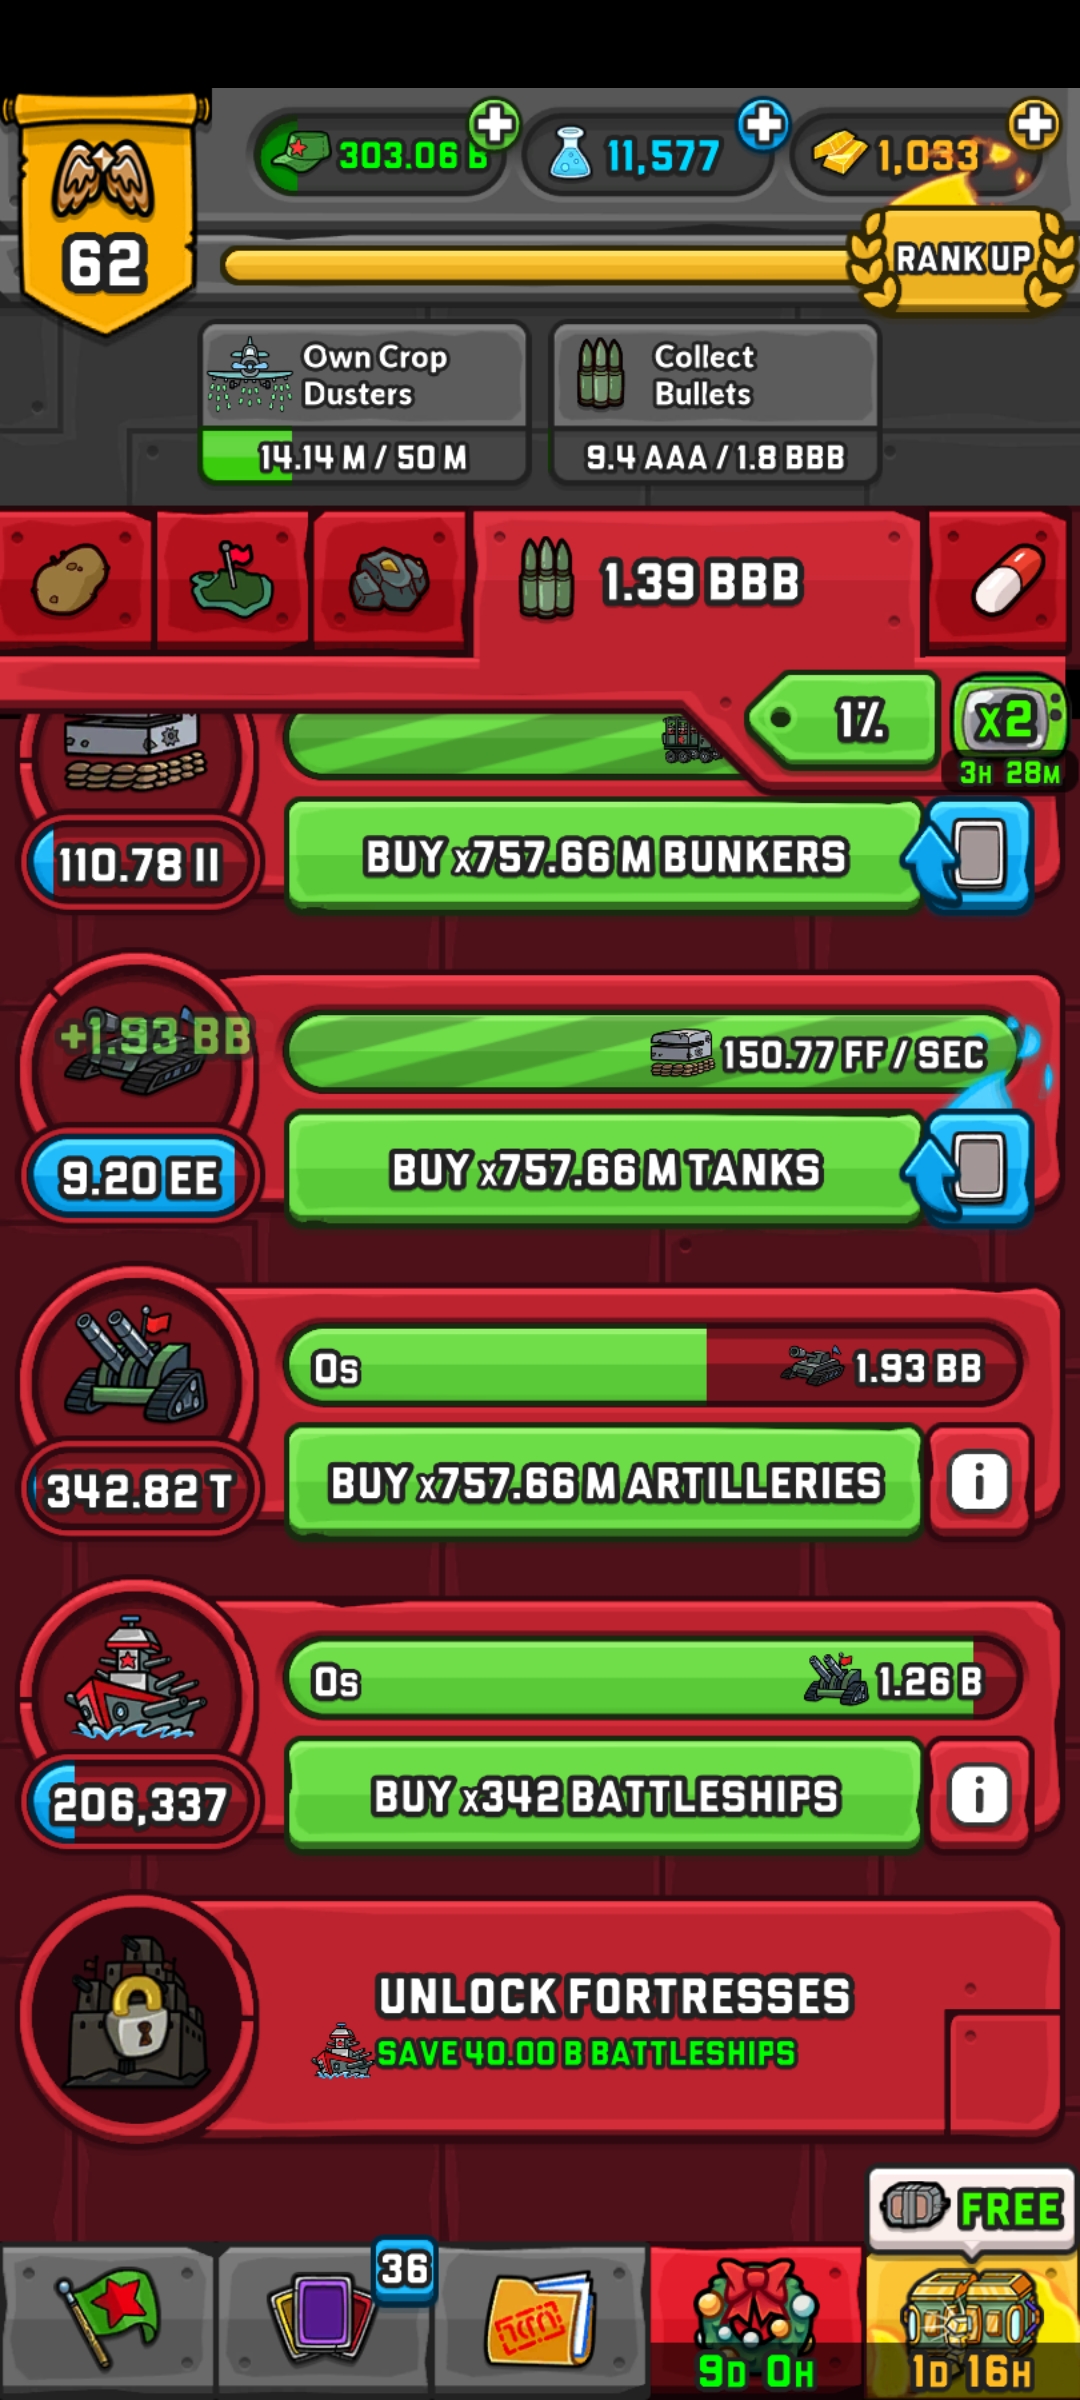 303.06 B
11,577
1,033
62
RANK UP
Own Crop
Dusters
14.14 M / 50 M
Collect
Bullets
9.4 AAA / 1.8 BBB
1.39 BBB
1%
x2
3H 28M
110.78 II
BUY x757.66 M BUNKERS
+1.93 BB
150.77 FF / SEC
9.20 EE
BUY x757.66 M TANKS
0s
1.93 BB
342.82 T
BUY x757.66 M ARTILLERIES
i
0s
1.26 B
206,337
BUY x342 BATTLESHIPS
i
UNLOCK FORTRESSES
SAVE 40.00 B BATTLESHIPS
FREE
36
9D 0H
1D 16H